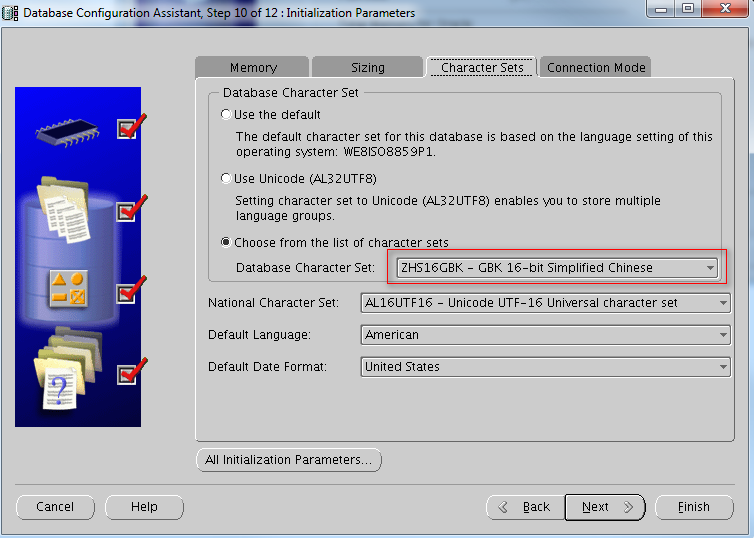 Database Configuration Assistant, Step 10 of 12 : Initialization Parameters
Memory
Sizing
Character Sets
Connection Mode
Database Character Set
Use the default
The default character set for this database is based on the language setting of this
operating system: WE8ISO8859P1.
Use Unicode (AL32UTF8)
Setting character set to Unicode (AL32UTF8) enables you to store multiple
language groups.
Choose from the list of character sets
Database Character Set: ZHS16GBK - GBK 16-bit Simplified Chinese
National Character Set: AL16UTF16 - Unicode UTF-16 Universal character set
Default Language: American
Default Date Format: United States
?
All Initialization Parameters...
Cancel
Help
Back
Next
Finish